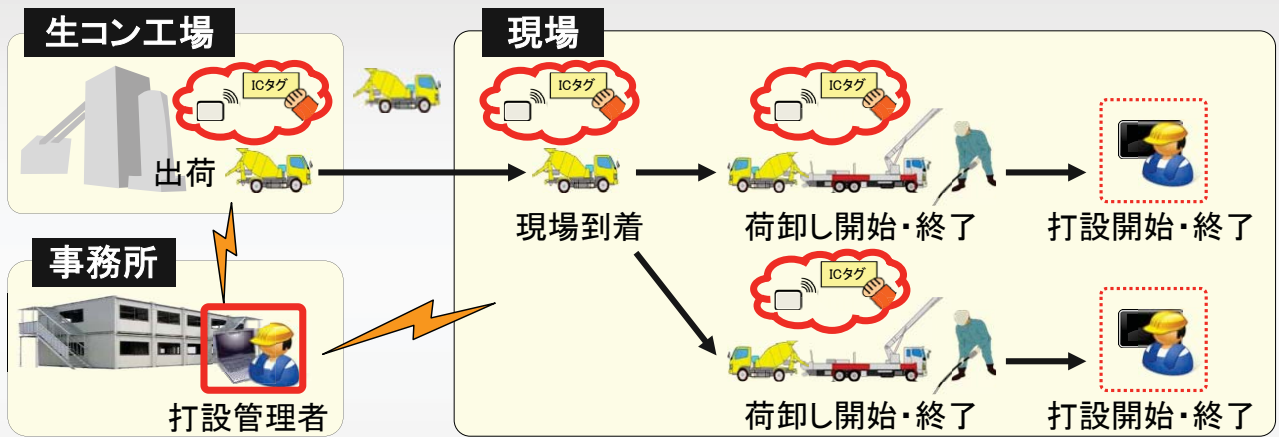 生コン工場
ICタグ
出荷
事務所
打設管理者
現場
ICタグ
現場到着
ICタグ
荷卸し開始・終了
打設開始・終了
ICタグ
荷卸し開始・終了
打設開始・終了